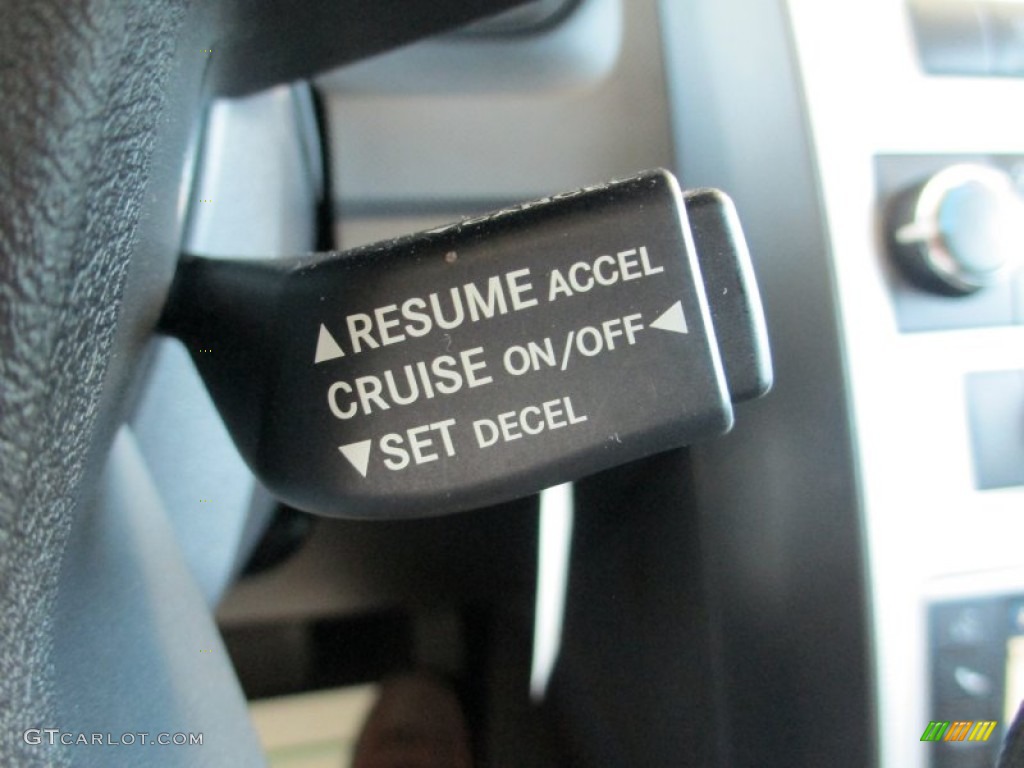 ▲RESUME ACCEL
CRUISE ON/OFF◀
▼SET DECEL
GTCARLOT.COM